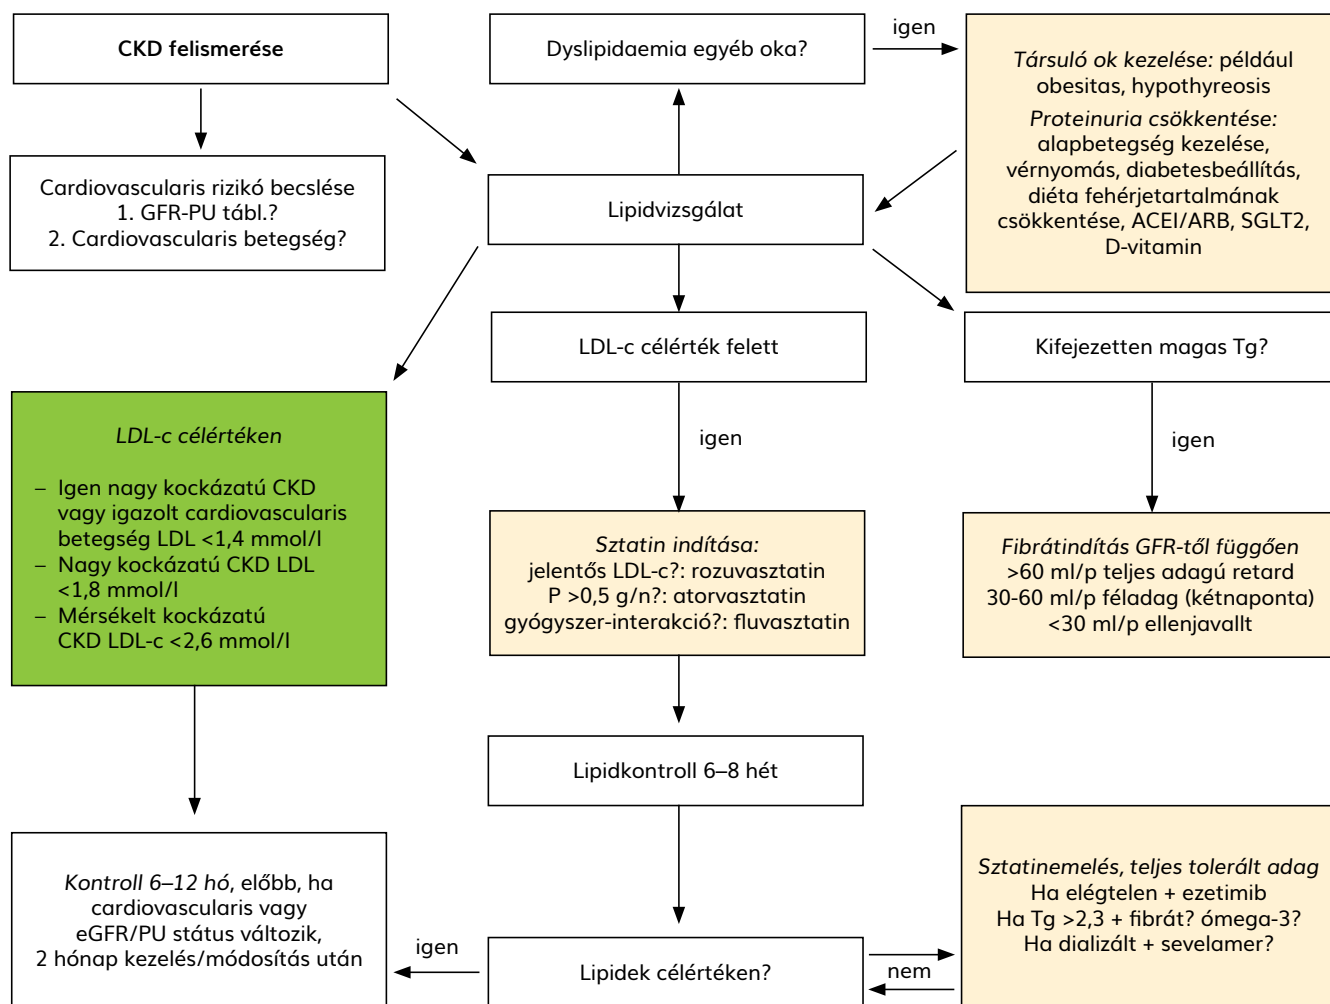 CKD felismerése
Dyslipidaemia egyéb oka?
igen
Társuló ok kezelése: például
obesitas, hypothyreosis
Proteinuria csökkentése:
alapbetegség kezelése,
vérnyomás, diabetesbeállítás,
diéta fehérjetartalmának
csökkentése, ACEI/ARB, SGLT2,
D-vitamin
Cardiovascularis rizikó becslése
1. GFR-PU tábl.?
2. Cardiovascularis betegség?
Lipidvizsgálat
LDL-c célérték felett
Kifejezetten magas Tg?
LDL-c célértéken
– Igen nagy kockázatú CKD
vagy igazolt cardiovascularis
betegség LDL <1,4 mmol/l
– Nagy kockázatú CKD LDL
<1,8 mmol/l
– Mérsékelt kockázatú
CKD LDL-c <2,6 mmol/l
igen
igen
Sztatin indítása:
jelentős LDL-c?: rozuvasztatin
P >0,5 g/n?: atorvasztatin
gyógyszer-interakció?: fluvasztatin
Fibrátindítás GFR-től függően
>60 ml/p teljes adagú retard
30-60 ml/p féladag (kétnaponta)
<30 ml/p ellenjavallt
Lipidkontroll 6–8 hét
Kontroll 6–12 hó, előbb, ha
cardiovascularis vagy
eGFR/PU státus változik,
2 hónap kezelés/módosítás után
igen
Lipidek célértéken?
nem
Sztatinemelés, teljes tolerált adag
Ha elégtelen + ezetimib
Ha Tg >2,3 + fibrát? ómega-3?
Ha dializált + sevelamer?